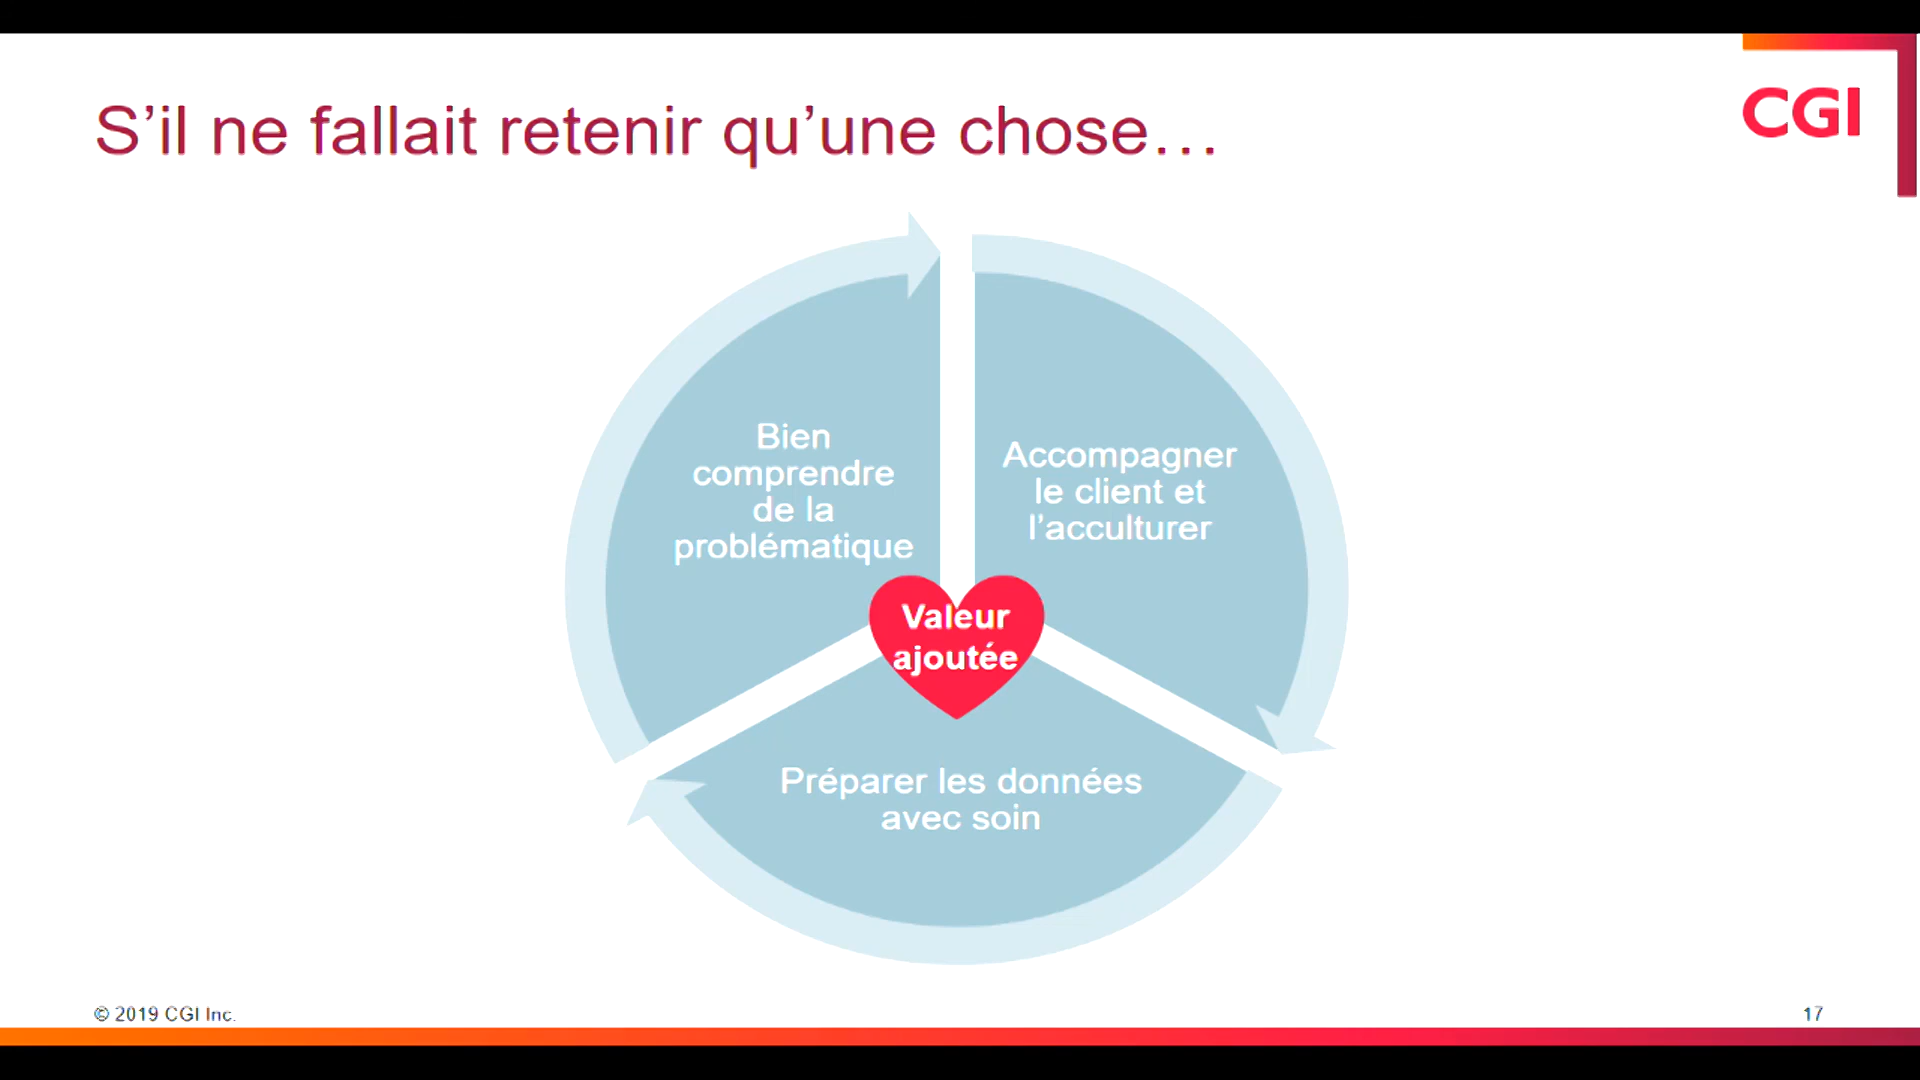 S’il ne fallait retenir qu’une chose…
CGI
Bien
comprendre
de la
problématique
Accompagner
le client et
l’acculturer
Valeur
ajoutée
Préparer les données
avec soin
© 2019 CGI Inc.
17